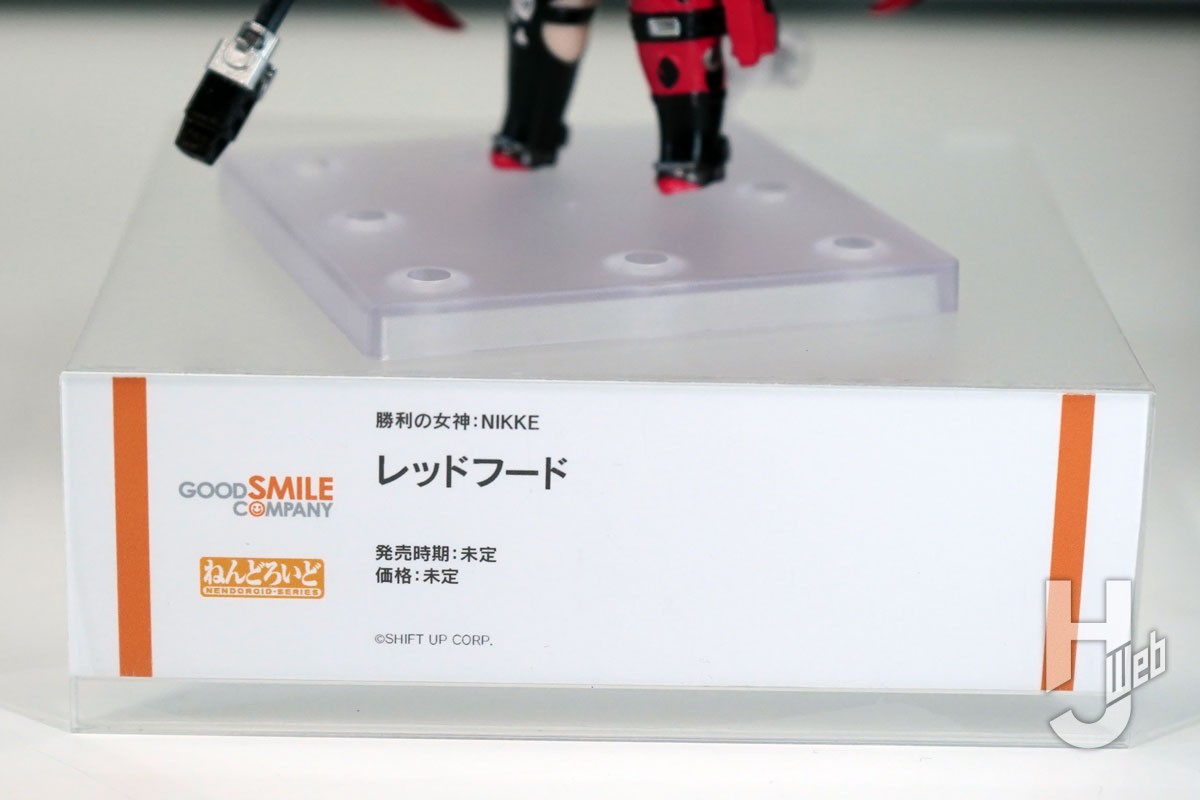 勝利の女神：NIKKE
レッドフード
GOOD SMILE
COMPANY
発売時期：未定
価格：未定
ねんどろいど
NENDOROID-SERIES
©SHIFT UP CORP.
HJ Web